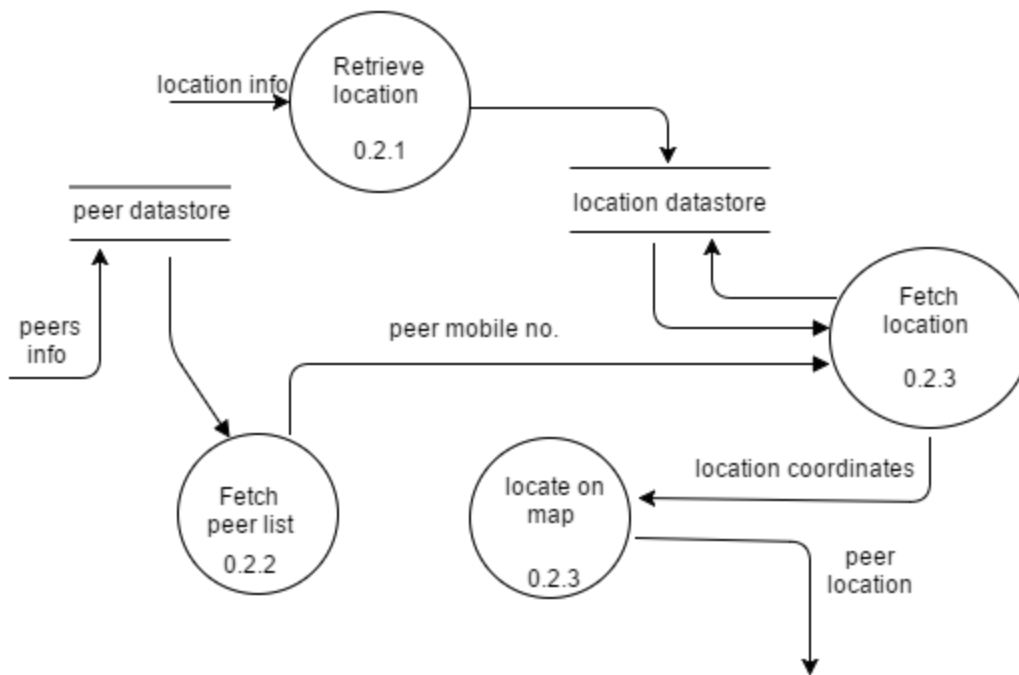 Retrieve
location
0.2.1
location info
peer datastore
location datastore
peers
info
peer mobile no.
Fetch
location
0.2.3
Fetch
peer list
0.2.2
locate on
map
0.2.3
location coordinates
peer
location